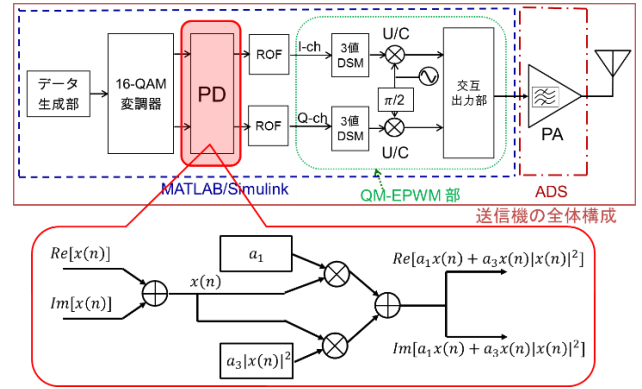 データ
生成部
16-QAM
変調器
PD
ROF
ROF
I-ch
Q-ch
3値
DSM
3値
DSM
U/C
π/2
U/C
交互
出力部
PA
MATLAB/Simulink
QM-EPWM 部
ADS
送信機の全体構成
Re[x(n)]
Im[x(n)]
x(n)
a₁
a₃|x(n)|²
Re[a₁x(n) + a₃x(n)|x(n)|²]
Im[a₁x(n) + a₃x(n)|x(n)|²]